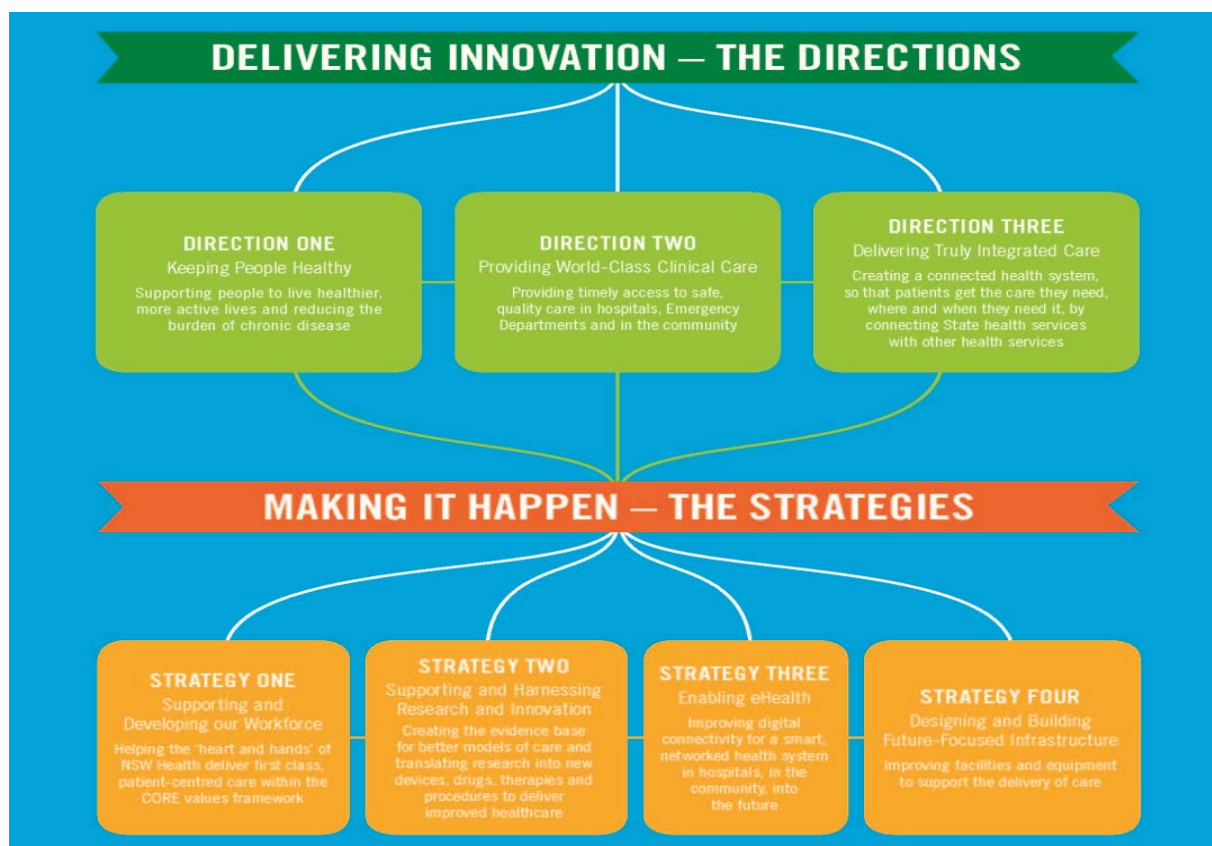 DELIVERING INNOVATION — THE DIRECTIONS
DIRECTION ONE
Keeping People Healthy
Supporting people to live healthier,
more active lives and reducing the
burden of chronic disease
DIRECTION TWO
Providing World-Class Clinical Care
Providing timely access to safe,
quality care in hospitals, Emergency
Departments and in the community
DIRECTION THREE
Delivering Truly Integrated Care
Creating a connected health system,
so that patients get the care they need,
where and when they need it, by
connecting State health services
with other health services
MAKING IT HAPPEN — THE STRATEGIES
STRATEGY ONE
Supporting and
Developing our Workforce
Helping the 'heart and hands' of
NSW Health deliver first class,
patient-centred care within the
CORE values framework
STRATEGY TWO
Supporting and Harnessing
Research and Innovation
Creating the evidence base
for better models of care and
translating research into new
devices, drugs, therapies and
procedures to deliver
improved healthcare
STRATEGY THREE
Enabling eHealth
Improving digital
connectivity for a smart,
networked health system
in hospitals, in the
community, into
the future
STRATEGY FOUR
Designing and Building
Future-Focused Infrastructure
Improving facilities and equipment
to support the delivery of care